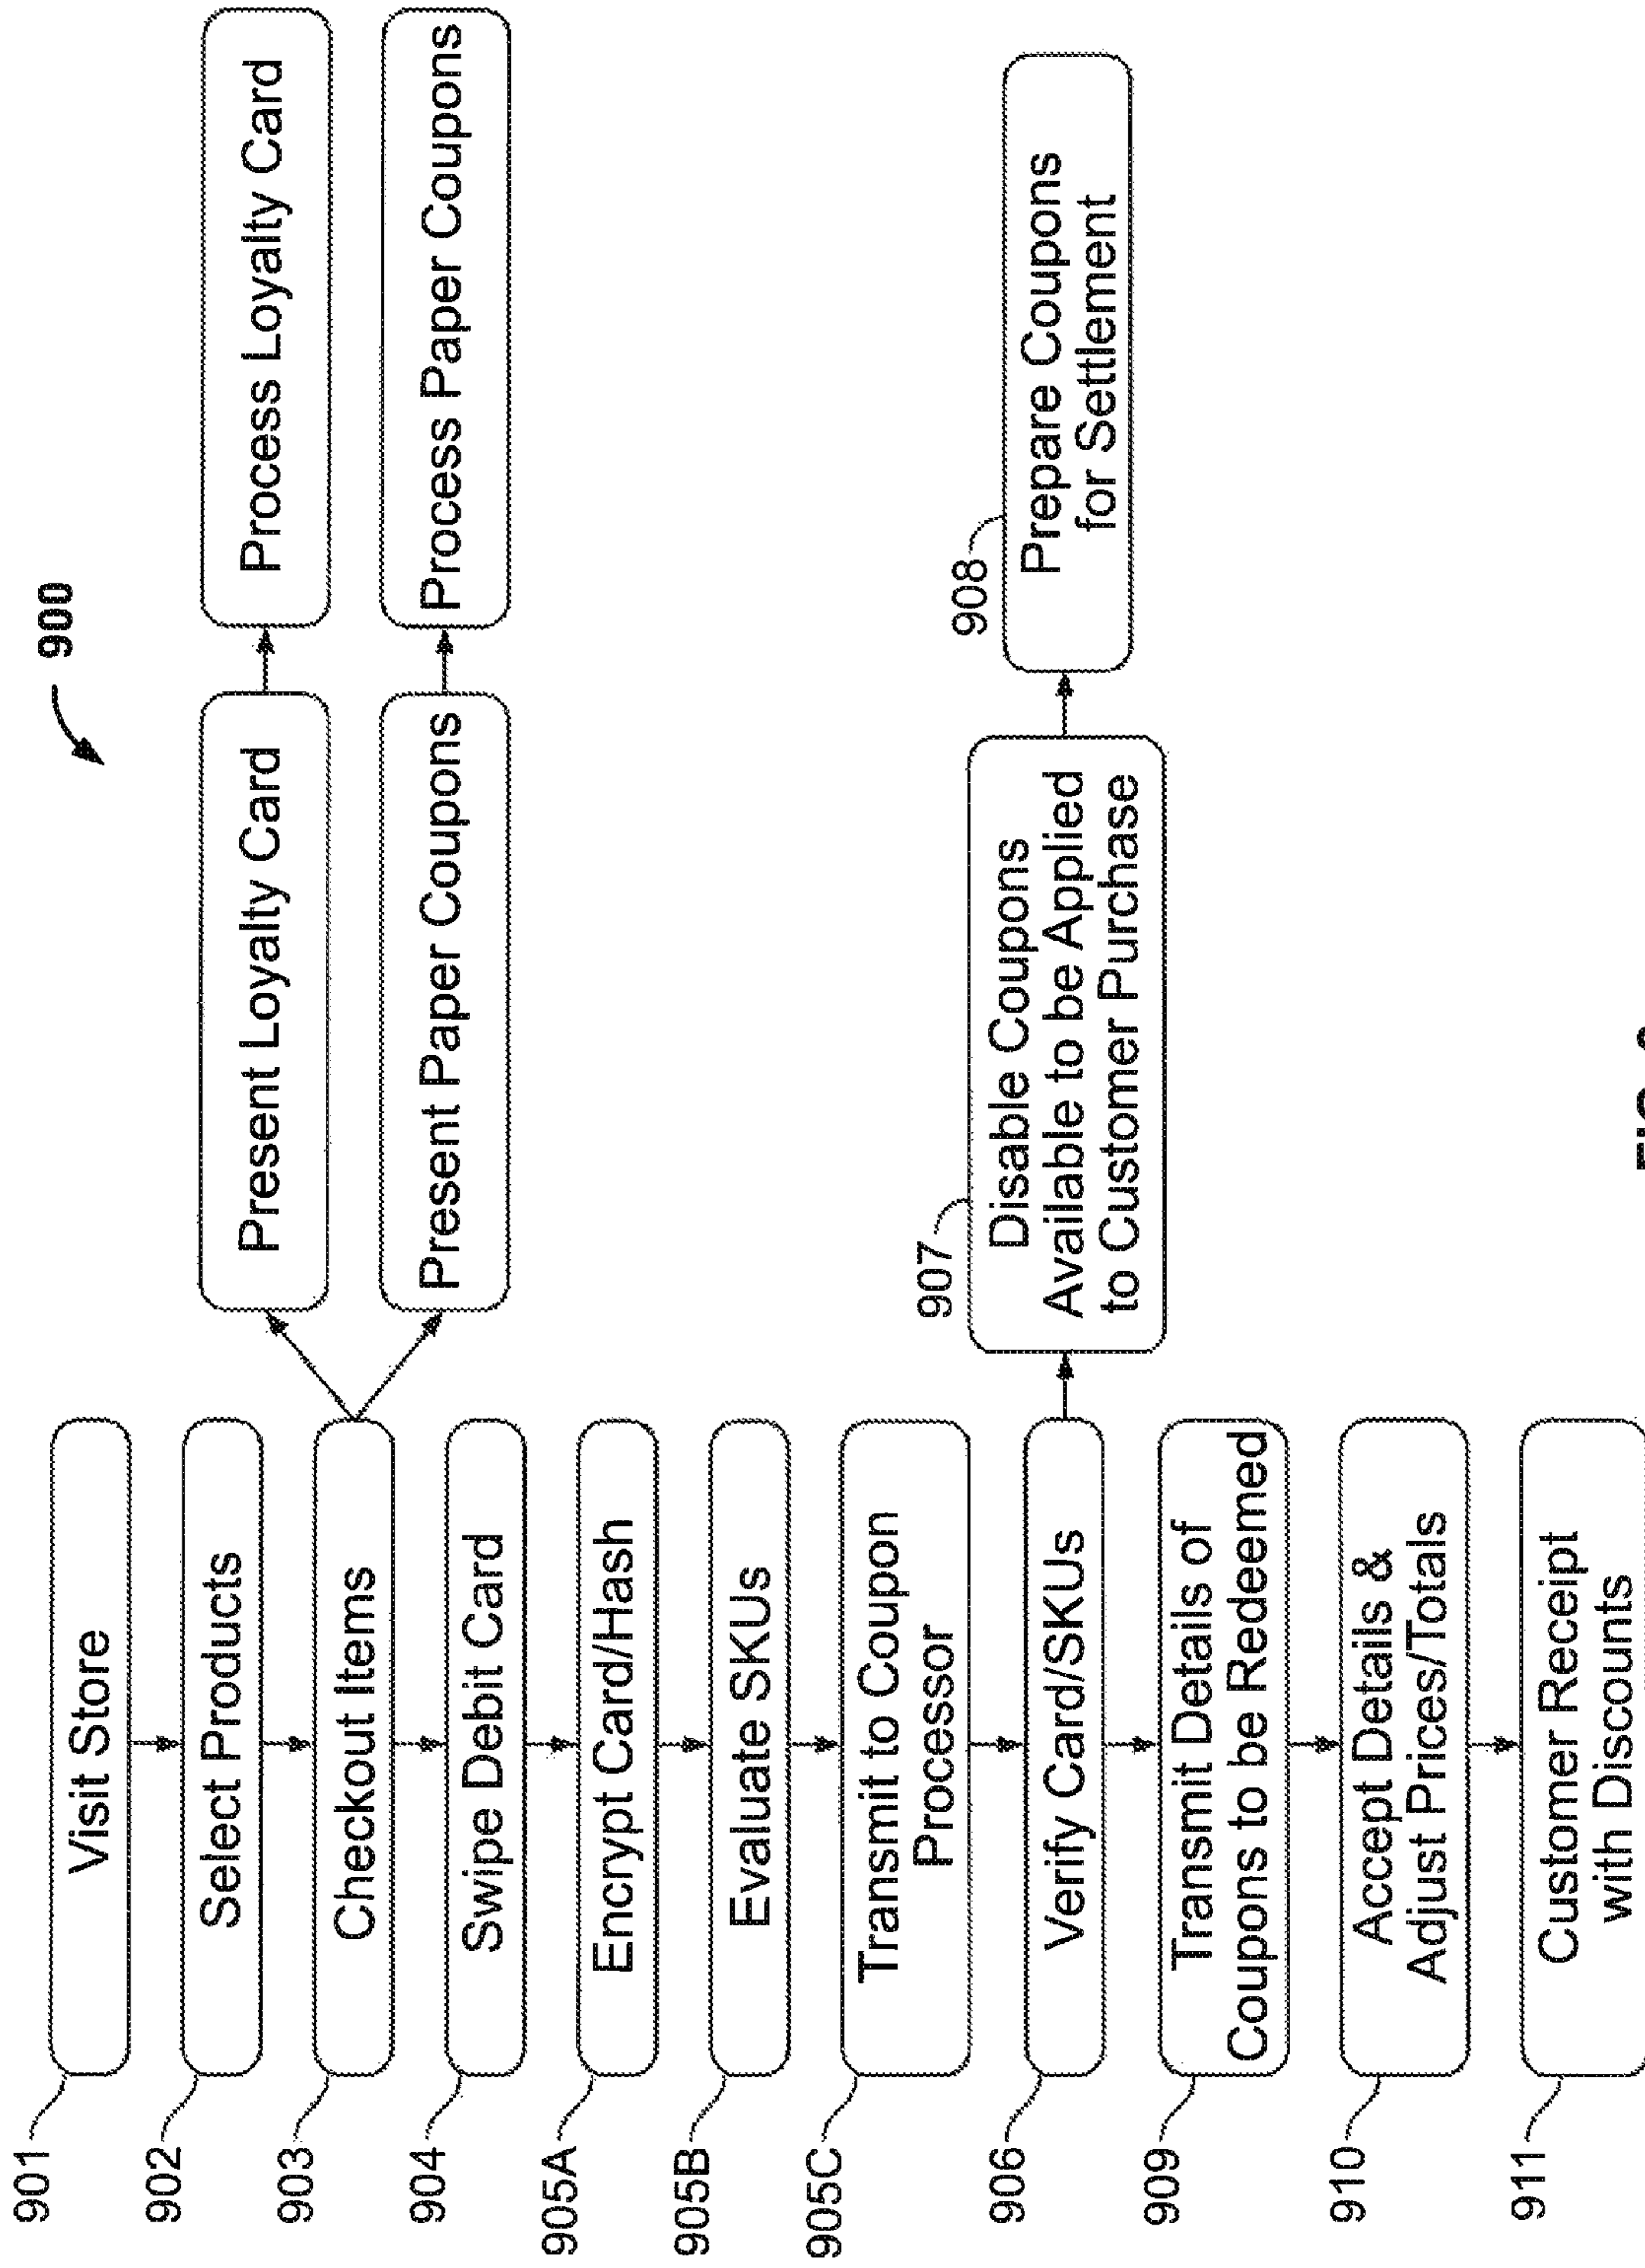 900
901
Visit Store
902
Select Products
903
Checkout Items
Present Loyalty Card
Process Loyalty Card
Present Paper Coupons
Process Paper Coupons
904
Swipe Debit Card
905A
Encrypt Card/Hash
905B
Evaluate SKUs
905C
Transmit to Coupon
Processor
906
Verify Card/SKUs
907
Disable Coupons
Available to be Applied
to Customer Purchase
908
Prepare Coupons
for Settlement
909
Transmit Details of
Coupons to be Redeemed
910
Accept Details &
Adjust Prices/Totals
911
Customer Receipt
with Discounts